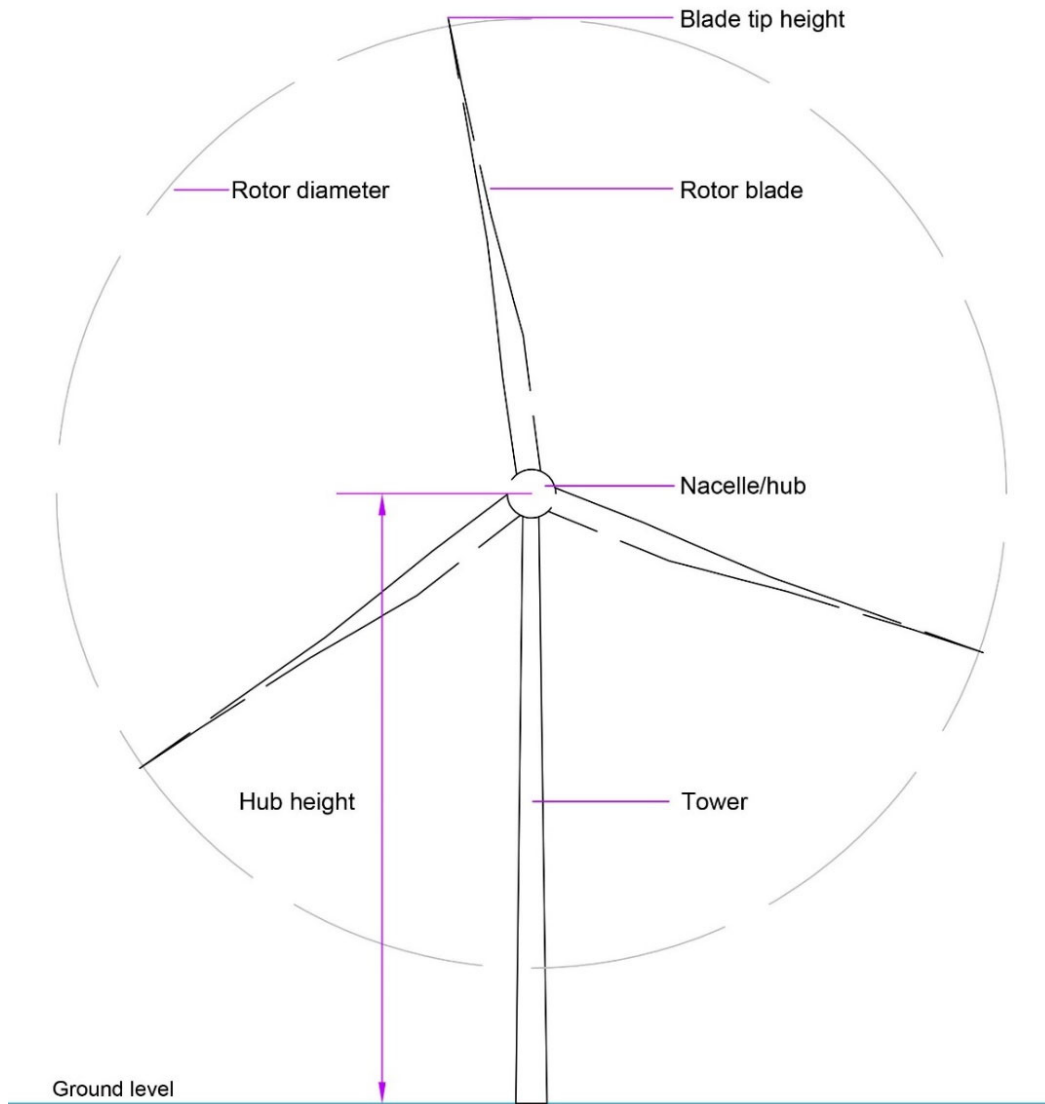 Blade tip height
Rotor diameter
Rotor blade
Nacelle/hub
Hub height
Tower
Ground level